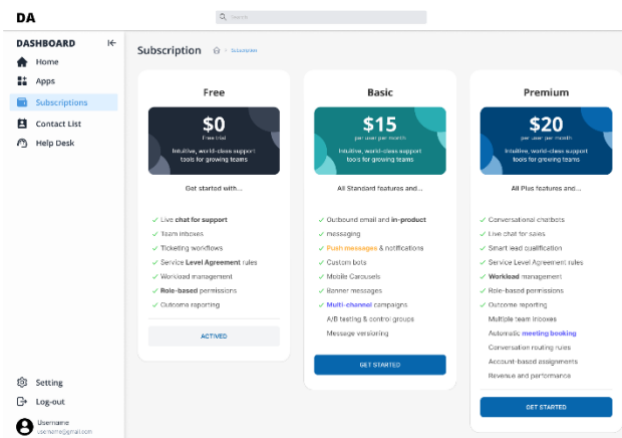 DA
Search
DASHBOARD
Home
Apps
Subscriptions
Contact List
Help Desk
Setting
Log-out
Username
username@gmail.com
Subscription
Subscription
Free
$0
Free trial
Intuitive, world-class support
tools for growing teams
Get started with...
Live chat for support
Team inboxes
Ticketing workflows
Service Level Agreement rules
Workload management
Role-based permissions
Outcome reporting
ACTIVED
Basic
$15
per user per month
Intuitive, world-class support
tools for growing teams
All Standard features and...
Outbound email and in-product
messaging
Push messages & notifications
Custom bots
Mobile Carousels
Banner messages
Multi-channel campaigns
A/B testing & control groups
Message versioning
GET STARTED
Premium
$20
per user per month
Intuitive, world-class support
tools for growing teams
All Plus features and...
Conversational chatbots
Live chat for sales
Smart lead qualification
Service Level Agreement rules
Workload management
Role-based permissions
Outcome reporting
Multiple team inboxes
Automatic meeting booking
Conversation routing rules
Account-based assignments
Revenue and performance
GET STARTED